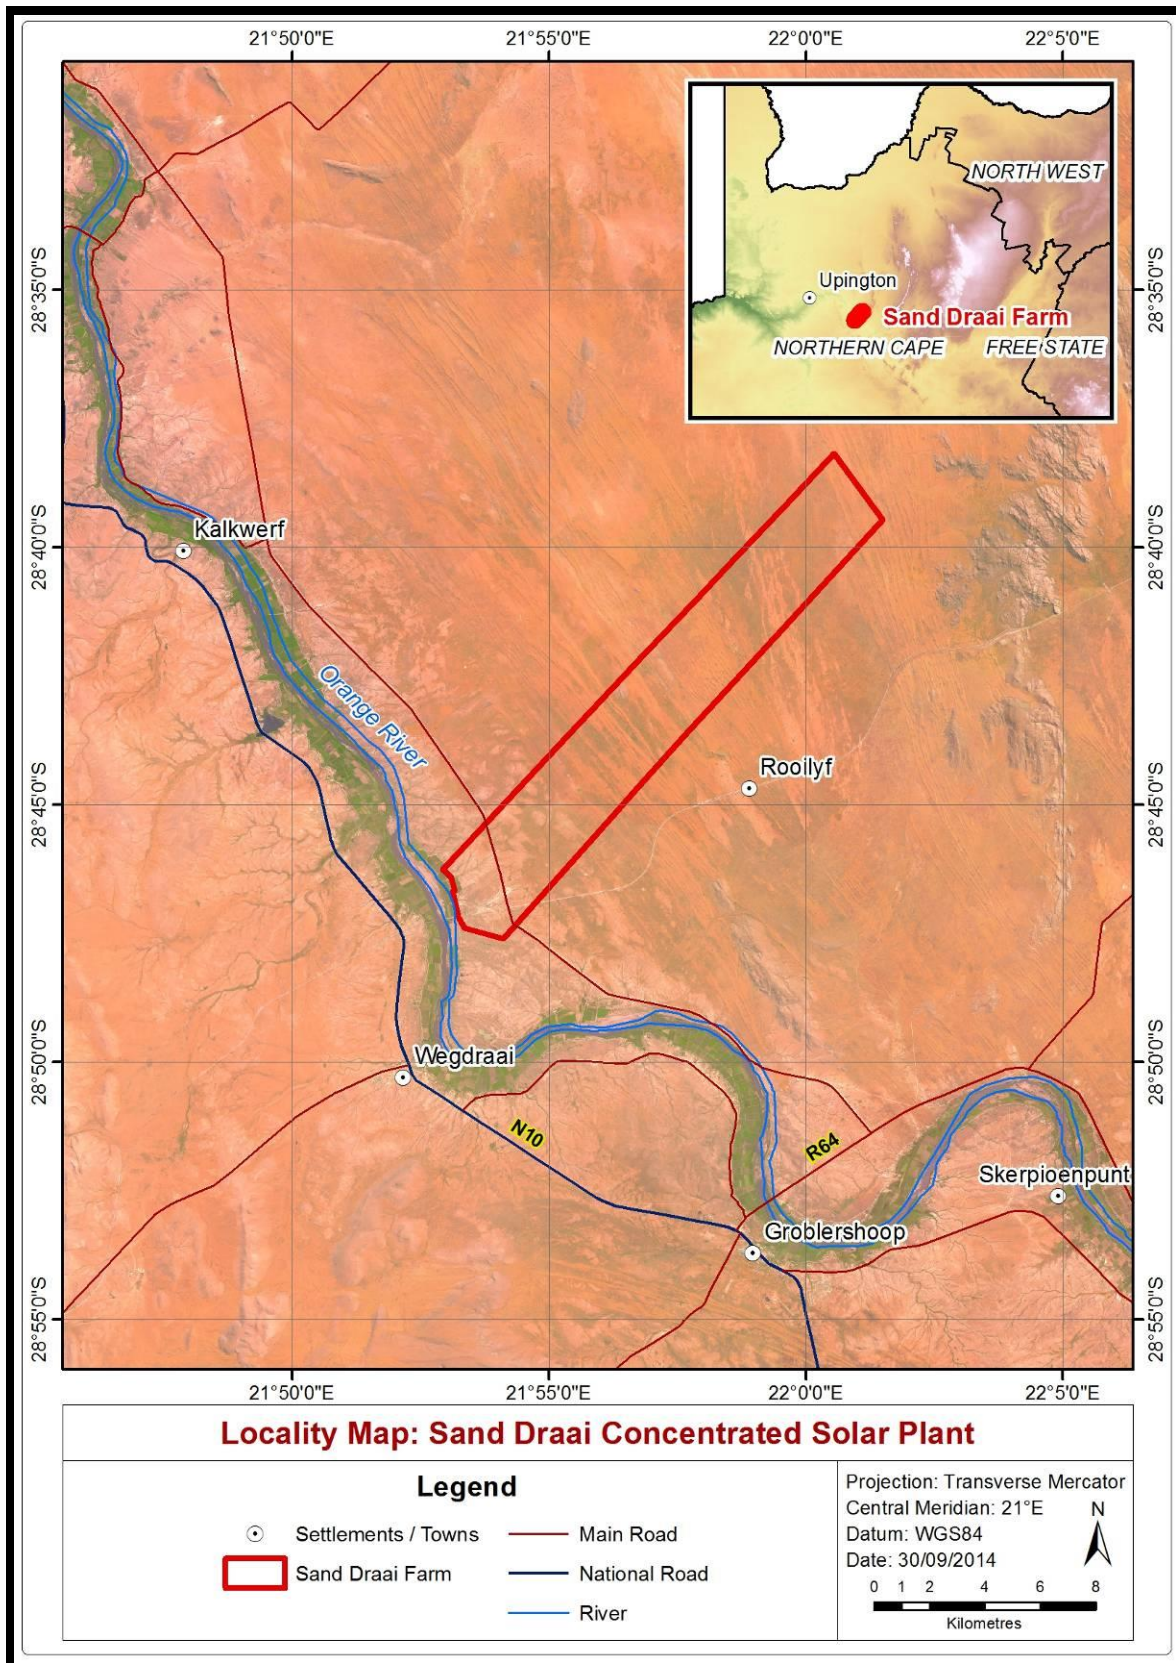 21°50'0"E
21°55'0"E
22°0'0"E
22°5'0"E
NORTH WEST
Upington
Sand Draai Farm
NORTHERN CAPE
FREE STATE
28°35'0"S
28°35'0"S
Kalkwerf
28°40'0"S
28°40'0"S
Orange River
Rooilyf
28°45'0"S
28°45'0"S
Wegdraai
28°50'0"S
28°50'0"S
N10
R64
Skerpioenpunt
Groblershoop
28°55'0"S
28°55'0"S
21°50'0"E
21°55'0"E
22°0'0"E
22°5'0"E
Locality Map: Sand Draai Concentrated Solar Plant
Legend
Settlements / Towns
Main Road
Sand Draai Farm
National Road
River
Projection: Transverse Mercator
Central Meridian: 21°E
N
Datum: WGS84
Date: 30/09/2014
0 1 2 4 6 8
Kilometres